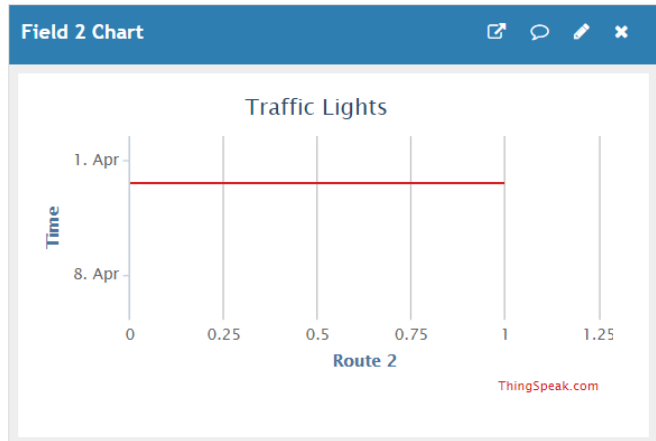 Field 2 Chart
Traffic Lights
1. Apr
Time
8. Apr
0 0.25 0.5 0.75 1 1.25
Route 2
ThingSpeak.com